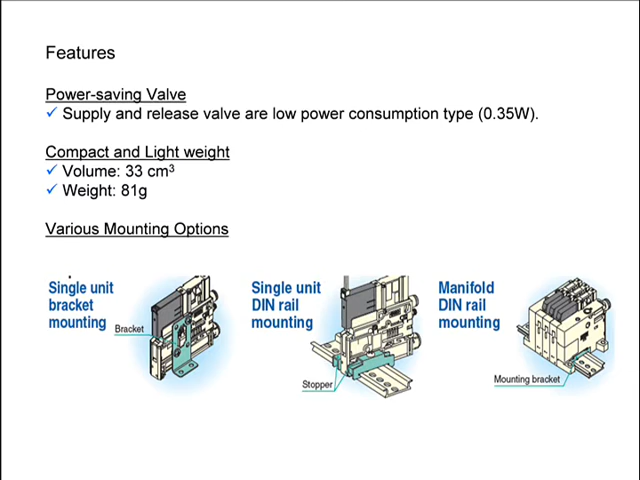 Features
Power-saving Valve
✓ Supply and release valve are low power consumption type (0.35W).
Compact and Light weight
✓ Volume: 33 cm³
✓ Weight: 81g
Various Mounting Options
Single unit
bracket
mounting
Bracket
Single unit
DIN rail
mounting
Stopper
Manifold
DIN rail
mounting
Mounting bracket